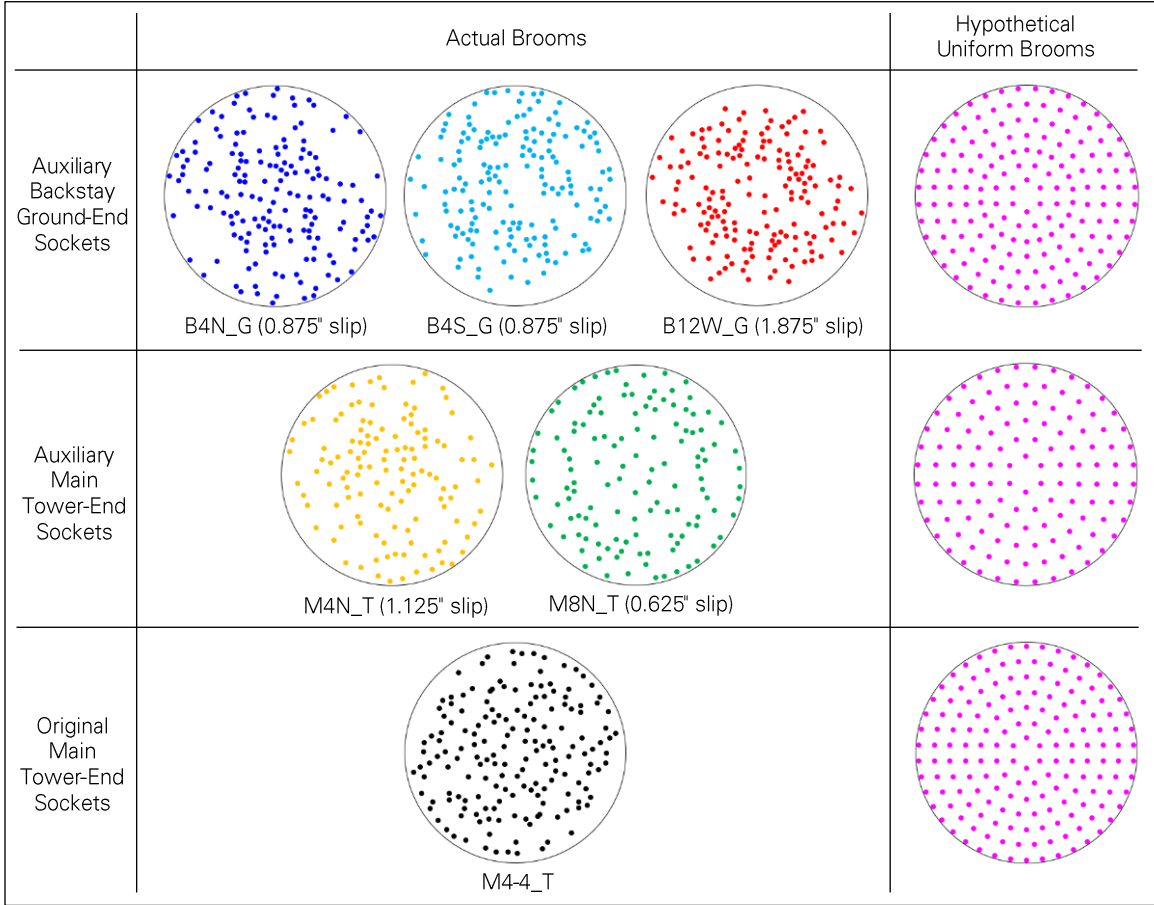 Actual Brooms
Hypothetical
Uniform Brooms
Auxiliary
Backstay
Ground-End
Sockets
B4N_G (0.875" slip)
B4S_G (0.875" slip)
B12W_G (1.875" slip)
Auxiliary
Main
Tower-End
Sockets
M4N_T (1.125" slip)
M8N_T (0.625" slip)
Original
Main
Tower-End
Sockets
M4-4_T